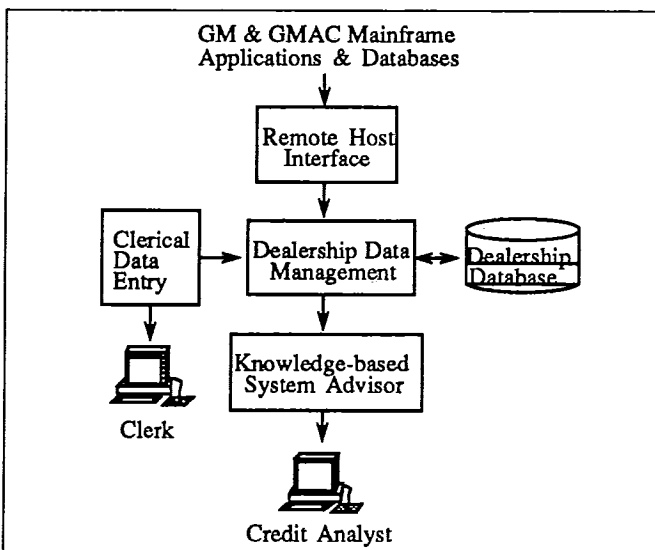 GM & GMAC Mainframe
Applications & Databases
Remote Host
Interface
Clerical
Data
Entry
Dealership Data
Management
Dealership
Database
Knowledge-based
System Advisor
Clerk
Credit Analyst